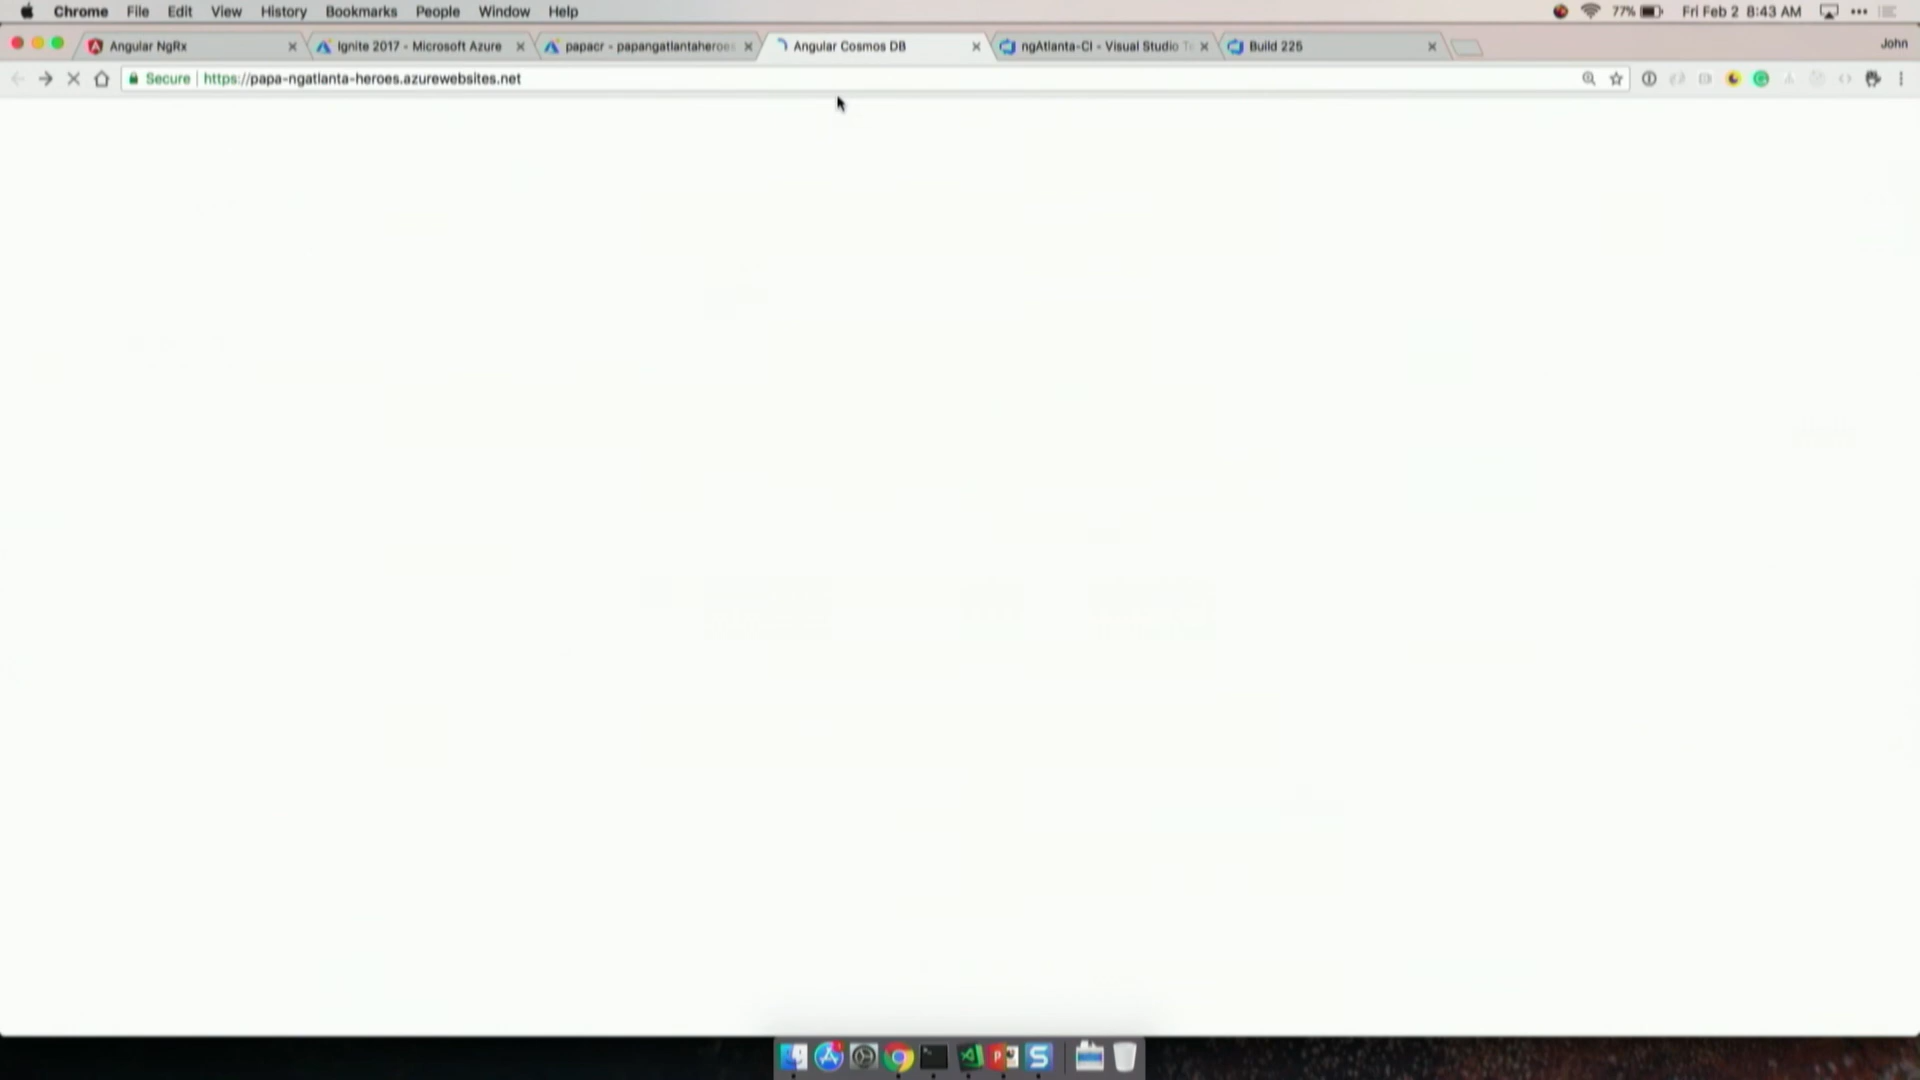 Chrome File Edit View History Bookmarks People Window Help 77% Fri Feb 2 8:43 AM
Angular NgRx Ignite 2017 - Microsoft Azure papacr - papangatlantaheroes Angular Cosmos DB ngAtlanta-CI - Visual Studio Te Build 225 John
Secure https://papa-ngatlanta-heroes.azurewebsites.net